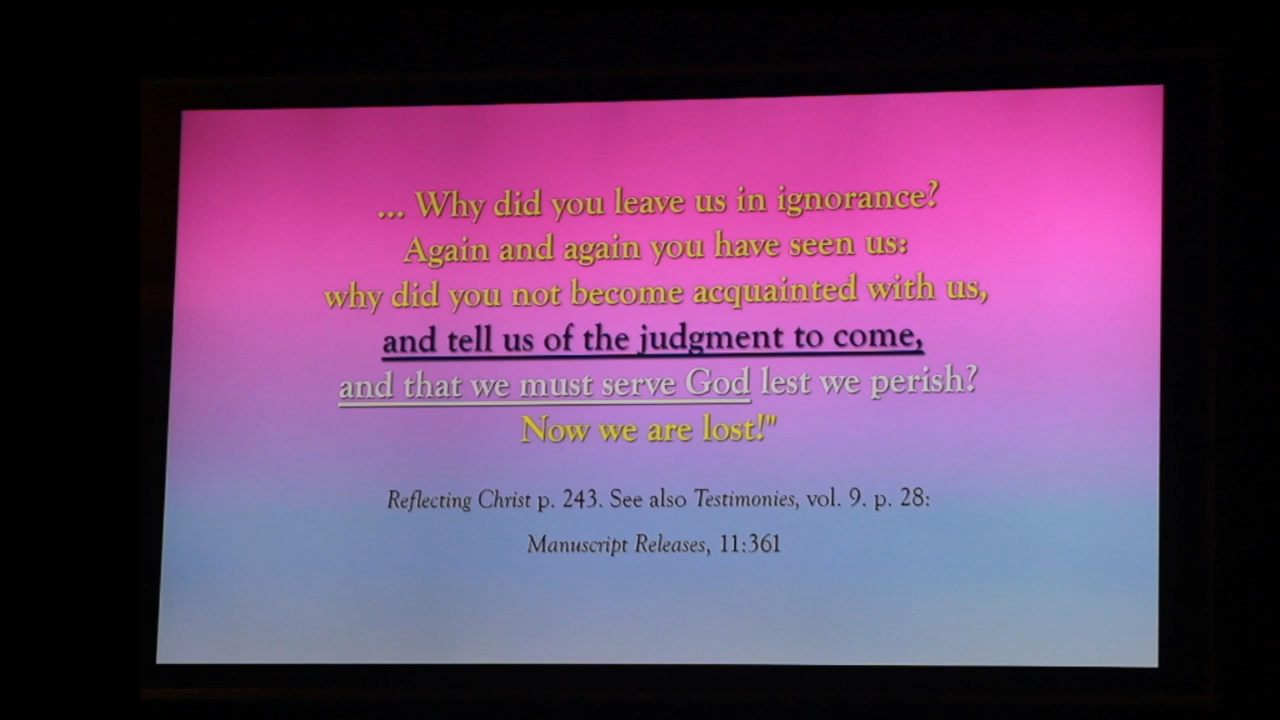 ... Why did you leave us in ignorance?
Again and again you have seen us:
why did you not become acquainted with us,
and tell us of the judgment to come,
and that we must serve God lest we perish?
Now we are lost!"
Reflecting Christ p. 243. See also Testimonies, vol. 9. p. 28:
Manuscript Releases, 11:361